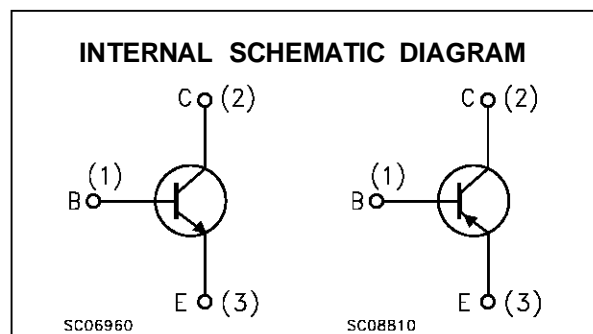 INTERNAL SCHEMATIC DIAGRAM
C (2)
C (2)
(1)
(1)
B
B
E (3)
E (3)
SC06960
SC08810